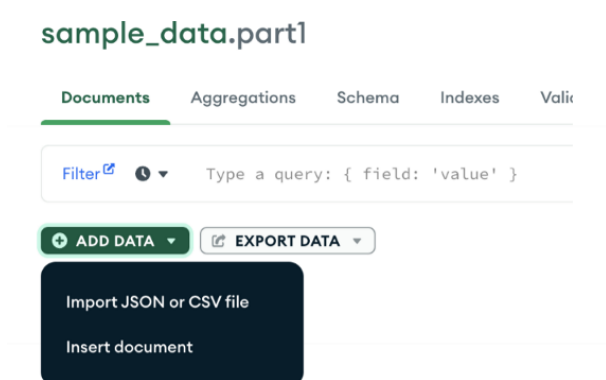 sample_data.part1
Documents Aggregations Schema Indexes Valic
Filter Type a query: { field: 'value' }
ADD DATA EXPORT DATA
Import JSON or CSV file
Insert document